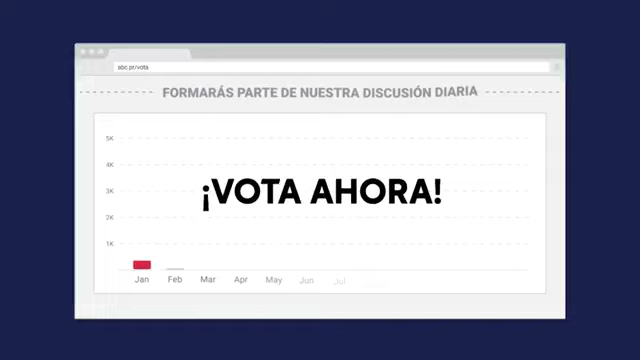 abc.pr/vota
FORMARÁS PARTE DE NUESTRA DISCUSIÓN DIARIA
5K
4K
¡VOTA AHORA!
3K
2K
1K
Jan Feb Mar Apr May Jun Jul